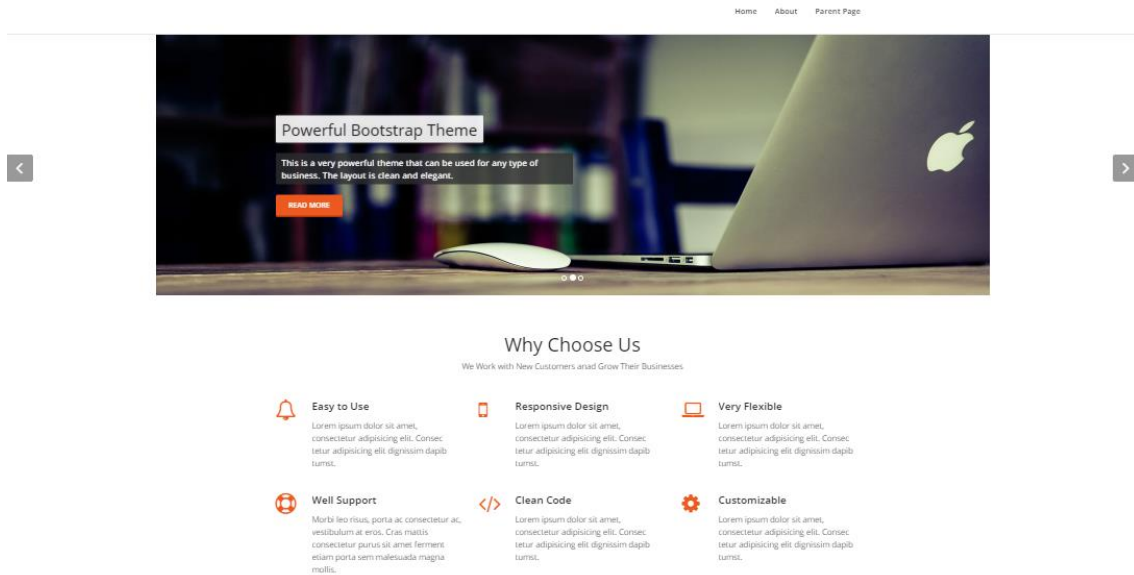 Home About Parent Page
Powerful Bootstrap Theme
This is a very powerful theme that can be used for any type of
business. The layout is clean and elegant.
READ MORE
Why Choose Us
We Work with New Customers anad Grow Their Businesses
Easy to Use
Lorem ipsum dolor sit amet,
consectetur adipisicing elit. Consec
tetur adipisicing elit dignissim dapib
tumst.
Responsive Design
Lorem ipsum dolor sit amet,
consectetur adipisicing elit. Consec
tetur adipisicing elit dignissim dapib
tumst.
Very Flexible
Lorem ipsum dolor sit amet,
consectetur adipisicing elit. Consec
tetur adipisicing elit dignissim dapib
tumst.
Well Support
Morbi leo risus, porta ac consectetur ac,
vestibulum at eros. Cras mattis
consectetur purus sit amet ferment
etiam porta sem malesuada magna
mollis.
Clean Code
Lorem ipsum dolor sit amet,
consectetur adipisicing elit. Consec
tetur adipisicing elit dignissim dapib
tumst.
Customizable
Lorem ipsum dolor sit amet,
consectetur adipisicing elit. Consec
tetur adipisicing elit dignissim dapib
tumst.